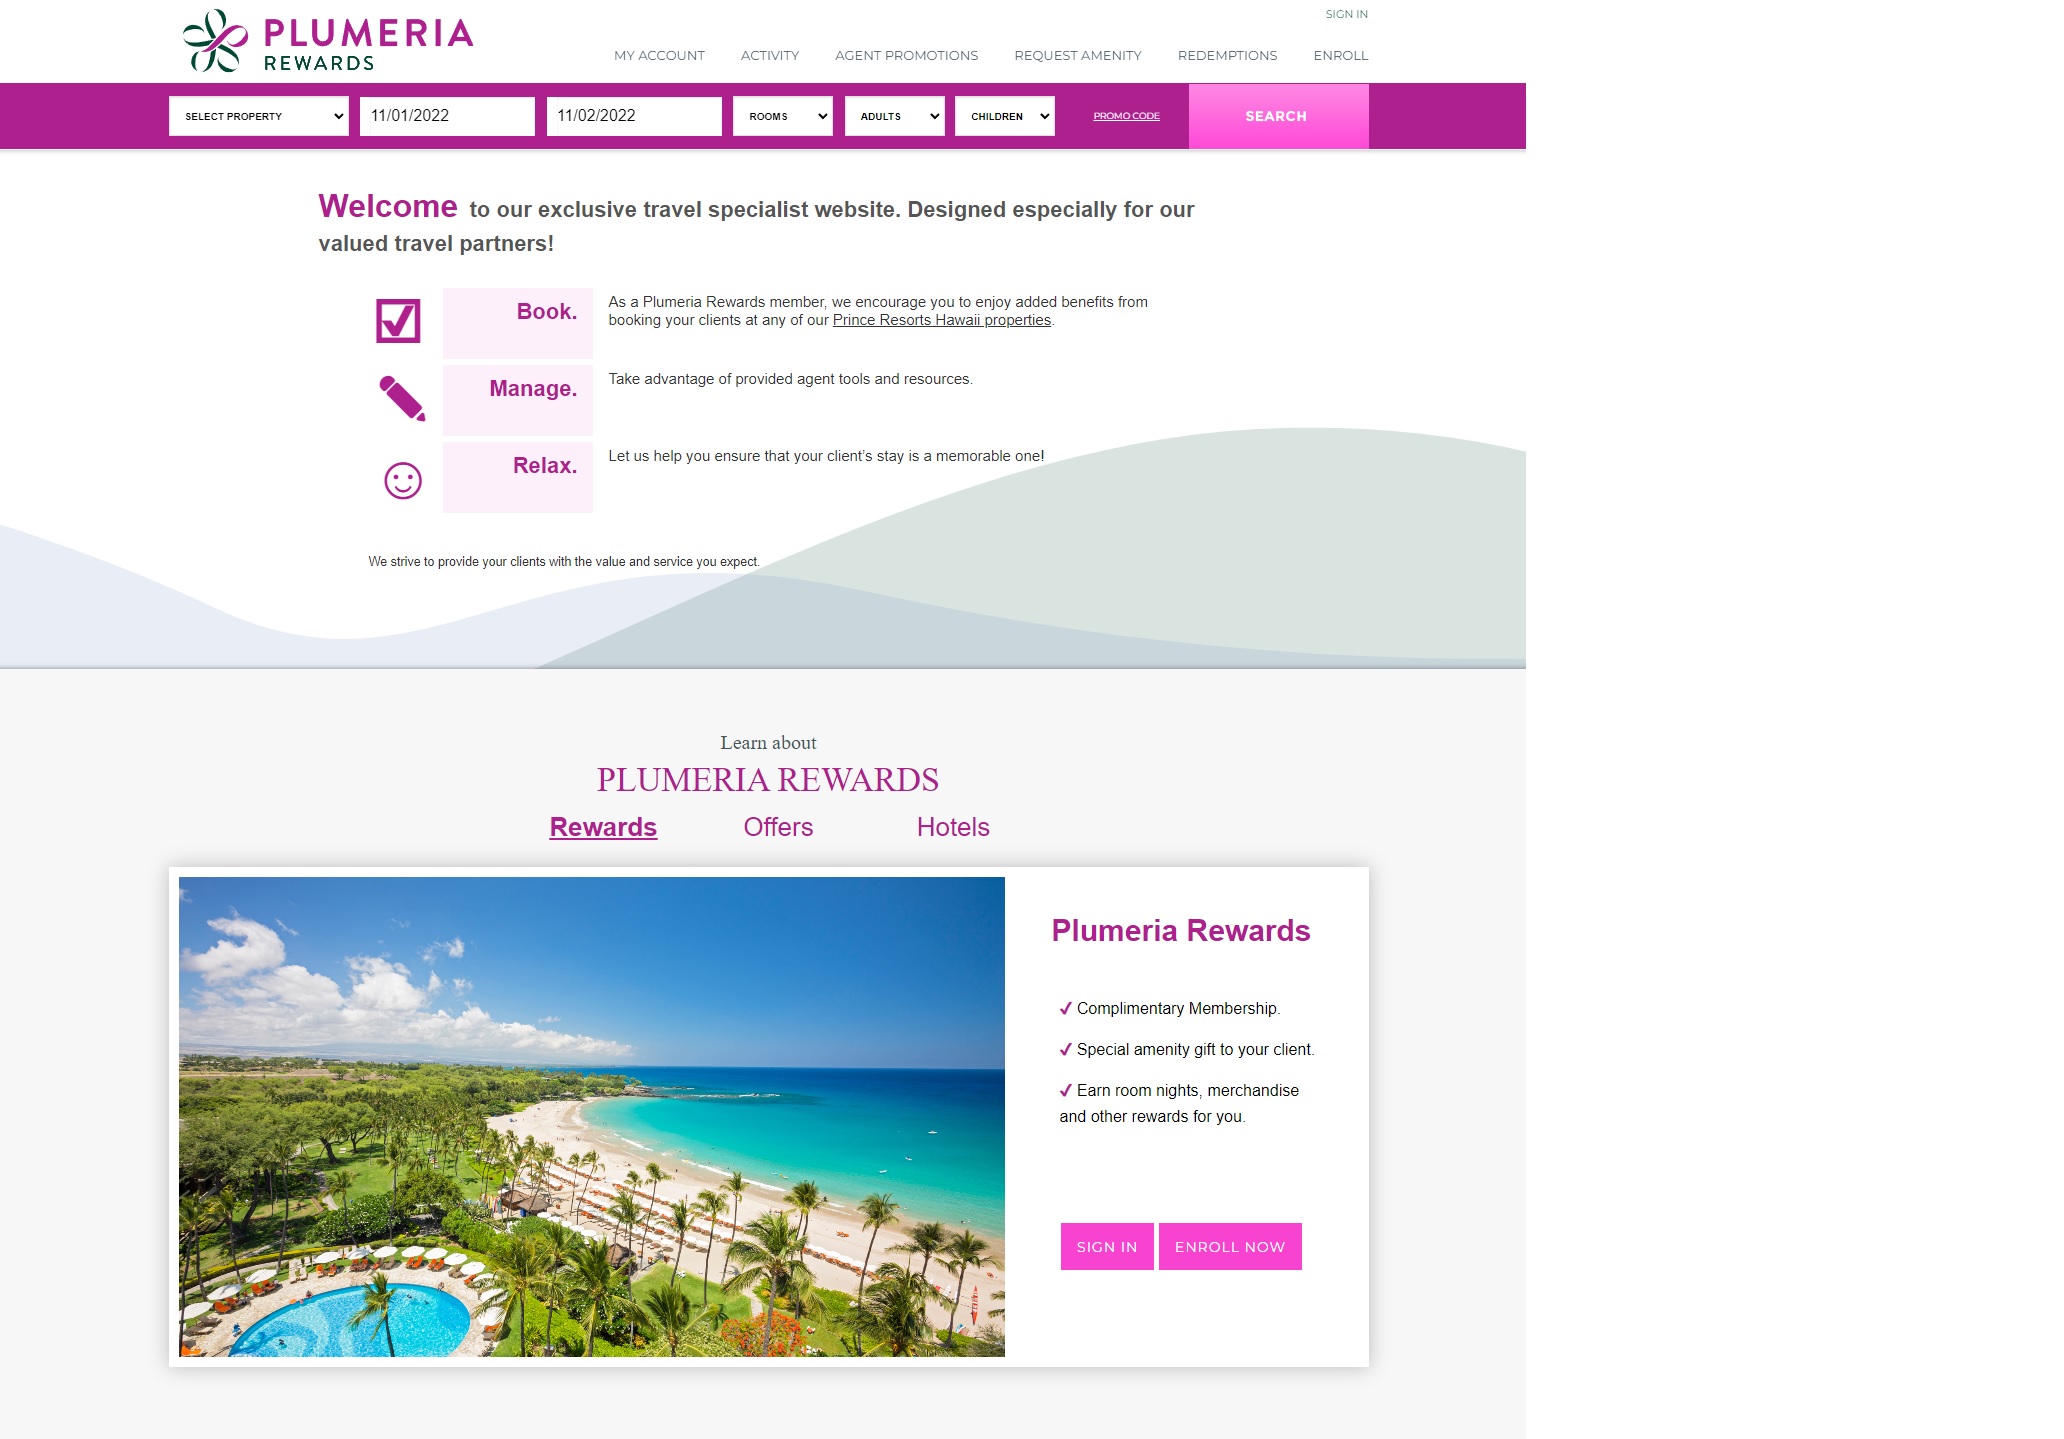 PLUMERIA
REWARDS
SIGN IN
MY ACCOUNT
ACTIVITY
AGENT PROMOTIONS
REQUEST AMENITY
REDEMPTIONS
ENROLL
SELECT PROPERTY
11/01/2022
11/02/2022
ROOMS
ADULTS
CHILDREN
PROMO CODE
SEARCH
Welcome to our exclusive travel specialist website. Designed especially for our
valued travel partners!
Book.
As a Plumeria Rewards member, we encourage you to enjoy added benefits from
booking your clients at any of our Prince Resorts Hawaii properties.
Manage.
Take advantage of provided agent tools and resources.
Relax.
Let us help you ensure that your client's stay is a memorable one!
We strive to provide your clients with the value and service you expect.
Learn about
PLUMERIA REWARDS
Rewards
Offers
Hotels
Plumeria Rewards
Complimentary Membership.
Special amenity gift to your client.
Earn room nights, merchandise
and other rewards for you.
SIGN IN
ENROLL NOW